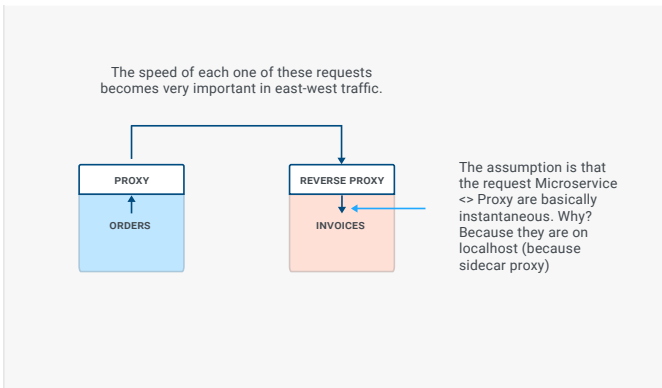 The speed of each one of these requests
becomes very important in east-west traffic.
PROXY
REVERSE PROXY
ORDERS
INVOICES
The assumption is that
the request Microservice
<> Proxy are basically
instantaneous. Why?
Because they are on
localhost (because
sidecar proxy)